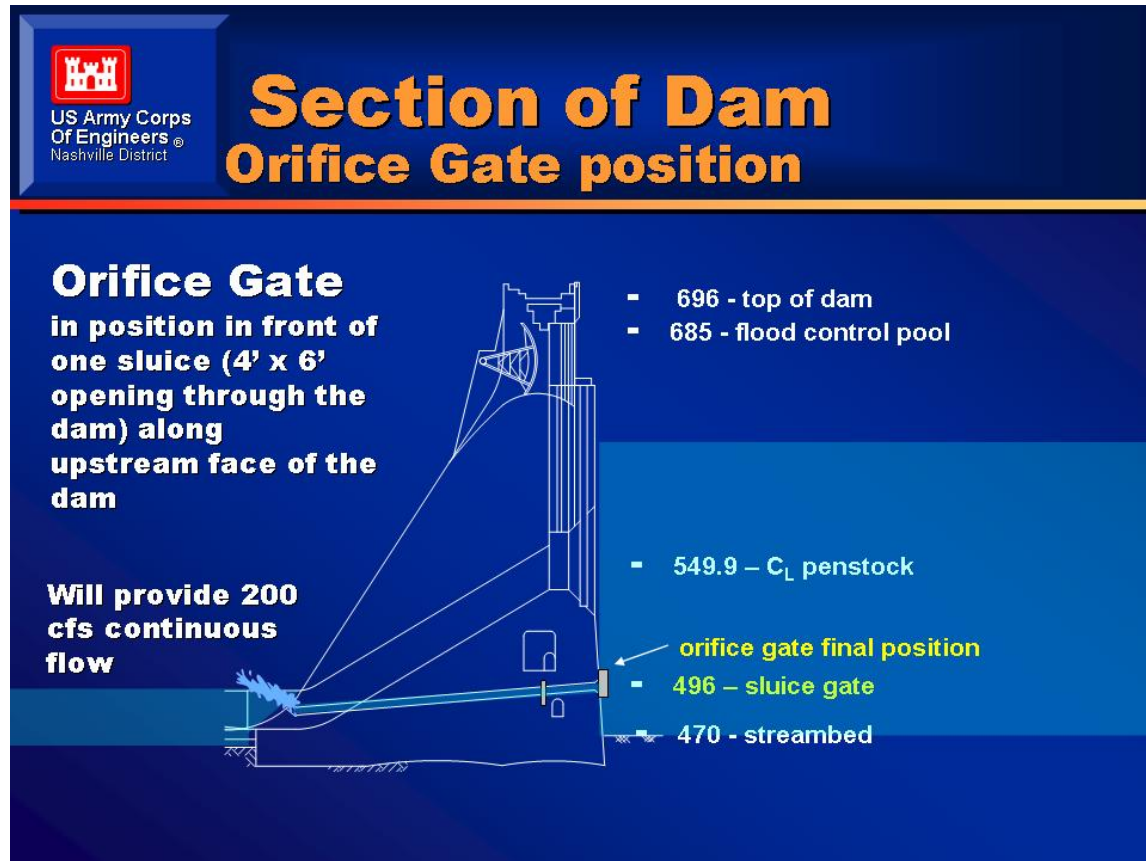 US Army Corps
Of Engineers ®
Nashville District
Section of Dam
Orifice Gate position
Orifice Gate
in position in front of
one sluice (4’ x 6’
opening through the
dam) along
upstream face of the
dam
Will provide 200
cfs continuous
flow
- 696 - top of dam
- 685 - flood control pool
- 549.9 – CL penstock
orifice gate final position
- 496 – sluice gate
- 470 - streambed